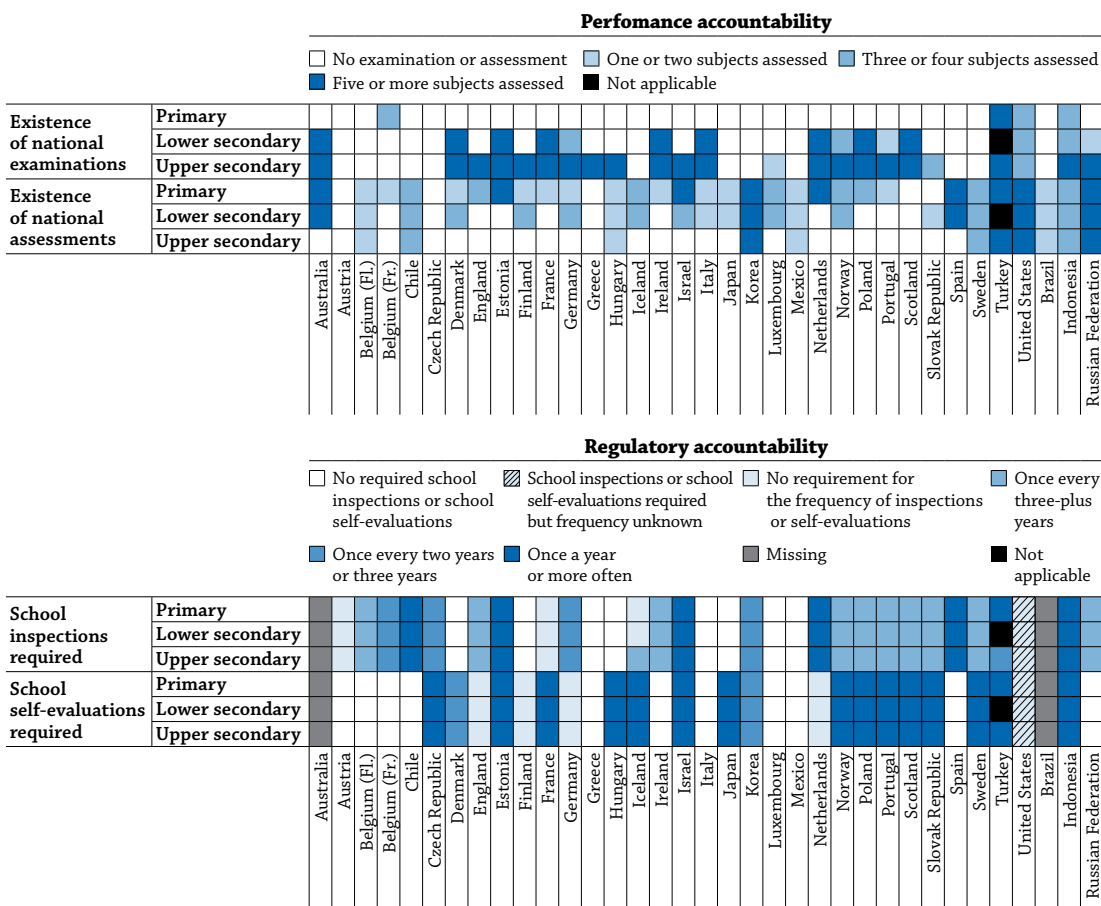 Perfomance accountability
No examination or assessment One or two subjects assessed Three or four subjects assessed
Five or more subjects assessed Not applicable
Existence
of national
examinations
Primary
Lower secondary
Upper secondary
Existence
of national
assessments
Primary
Lower secondary
Upper secondary
Australia
Austria
Belgium (Fl.)
Belgium (Fr.)
Chile
Czech Republic
Denmark
England
Estonia
Finland
France
Germany
Greece
Hungary
Iceland
Ireland
Israel
Italy
Japan
Korea
Luxembourg
Mexico
Netherlands
Norway
Poland
Portugal
Scotland
Slovak Republic
Spain
Sweden
Turkey
United States
Brazil
Indonesia
Russian Federation
Regulatory accountability
No required school
inspections or school
self-evaluations
School inspections or school
self-evaluations required
but frequency unknown
No requirement for
the frequency of inspections
or self-evaluations
Once every
three-plus
years
Once every two years
or three years
Once a year
or more often
Missing
Not
applicable
School
inspections
required
Primary
Lower secondary
Upper secondary
School
self-evaluations
required
Primary
Lower secondary
Upper secondary
Australia
Austria
Belgium (Fl.)
Belgium (Fr.)
Chile
Czech Republic
Denmark
England
Estonia
Finland
France
Germany
Greece
Hungary
Iceland
Ireland
Israel
Italy
Japan
Korea
Luxembourg
Mexico
Netherlands
Norway
Poland
Portugal
Scotland
Slovak Republic
Spain
Sweden
Turkey
United States
Brazil
Indonesia
Russian Federation